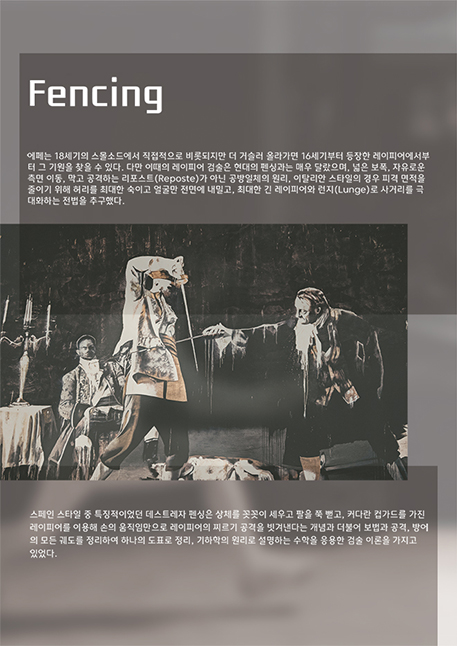 Fencing
에페는 18세기의 스몰소드에서 직접적으로 비롯되지만 더 거슬러 올라가면 16세기부터 등장한 레이피어에서부
터 그 기원을 찾을 수 있다. 다만 이때의 레이피어 검술은 현대의 펜싱과는 매우 달랐으며, 넓은 보폭, 자유로운
측면 이동, 막고 공격하는 리포스트(Reposte)가 아닌 공방일체의 원리, 이탈리안 스타일의 경우 피격 면적을
줄이기 위해 허리를 최대한 숙이고 얼굴만 전면에 내밀고, 최대한 긴 레이피어와 런지(Lunge)로 사거리를 극
대화하는 전법을 추구했다.
스페인 스타일 중 특징적이었던 데스트레자 펜싱은 상체를 꼿꼿이 세우고 팔을 쭉 뻗고, 커다란 컵가드를 가진
레이피어를 이용해 손의 움직임만으로 레이피어의 찌르기 공격을 빗겨낸다는 개념과 더불어 보법과 공격, 방어
의 모든 궤도를 정리하여 하나의 도표로 정리, 기하학의 원리로 설명하는 수학을 응용한 검술 이론을 가지고
있었다.